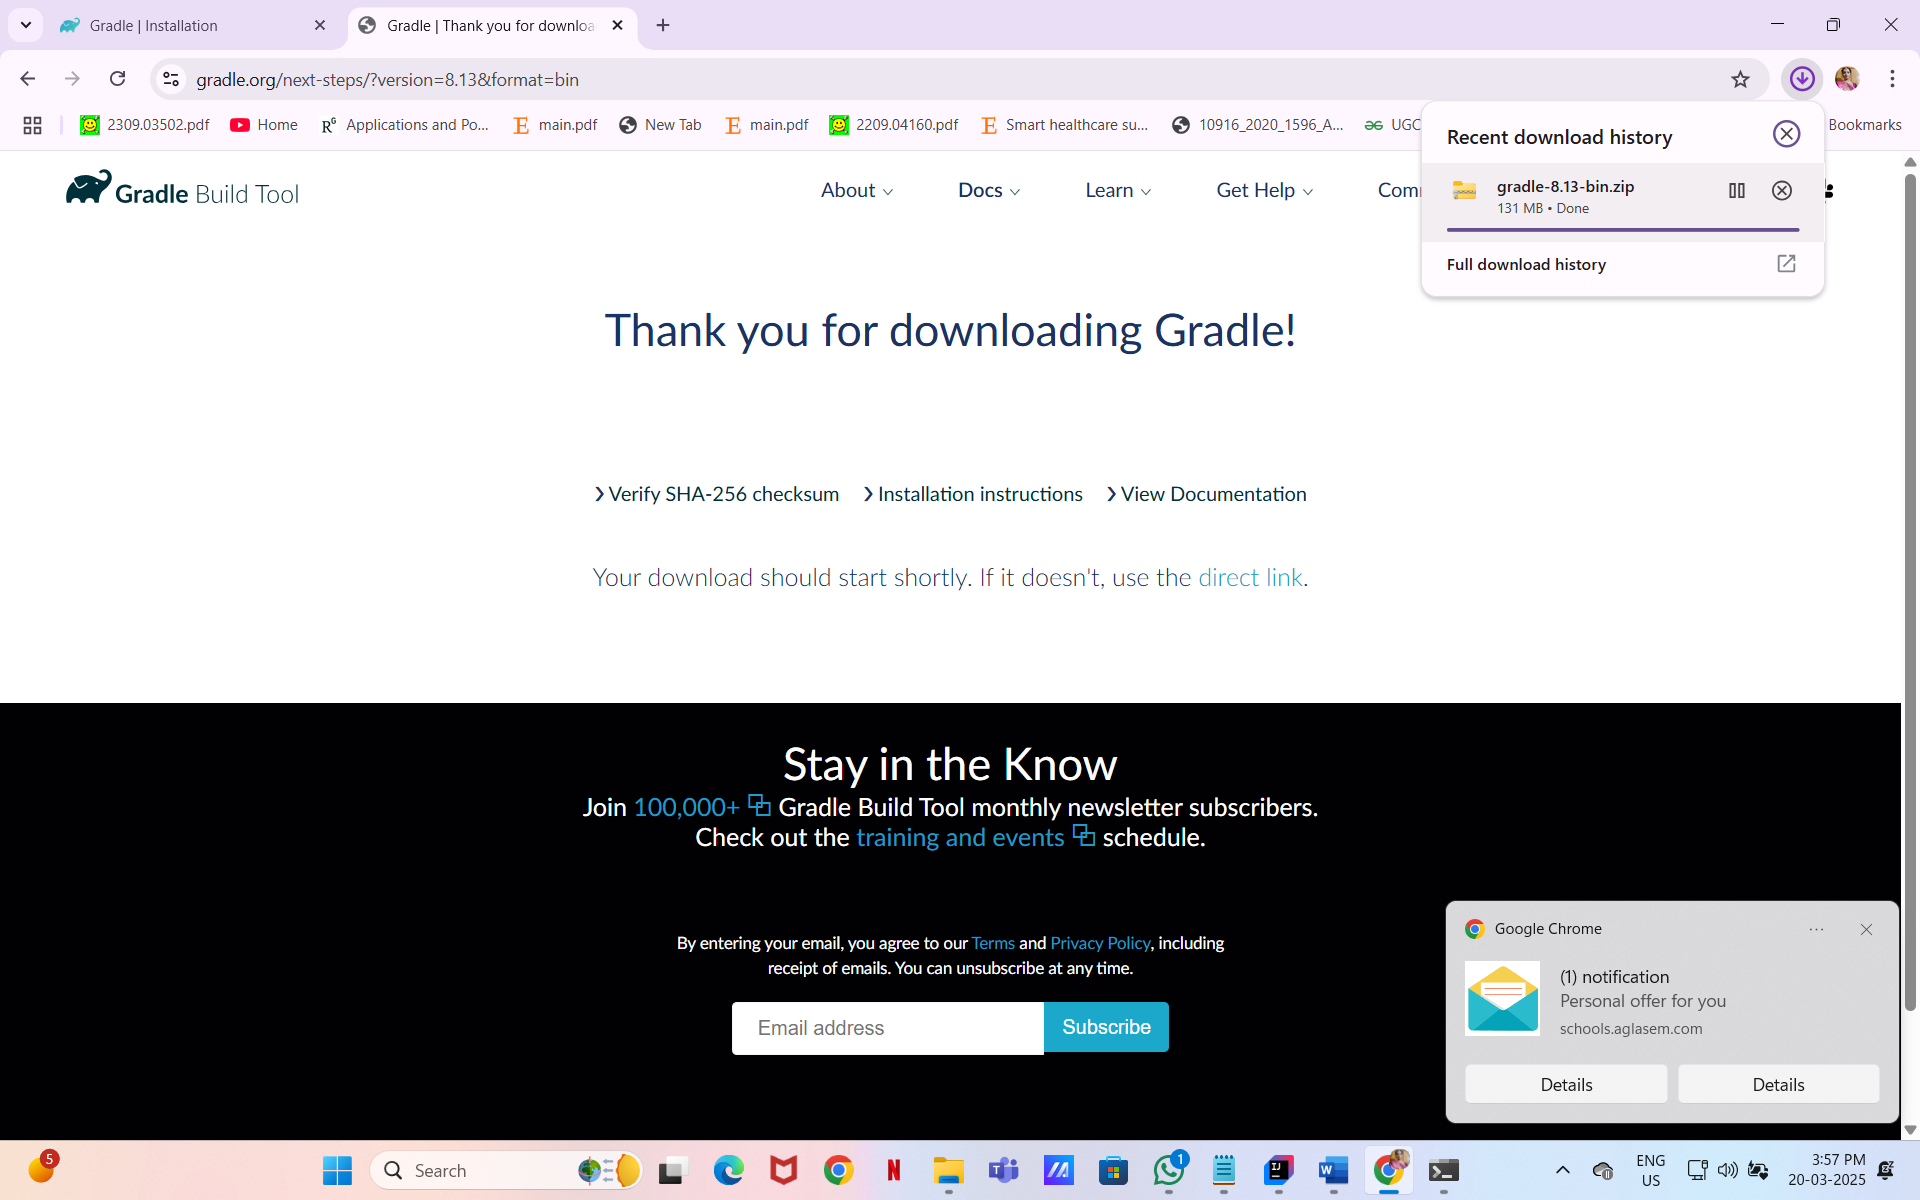 Gradle | Installation
Gradle | Thank you for downloa
gradle.org/next-steps/?version=8.13&format=bin
2309.03502.pdf
Home
Applications and Po...
main.pdf
New Tab
main.pdf
2209.04160.pdf
Smart healthcare su...
10916_2020_1596_A...
UGC
Bookmarks
Recent download history
gradle-8.13-bin.zip
131 MB • Done
Full download history
Gradle Build Tool
About
Docs
Learn
Get Help
Com
Thank you for downloading Gradle!
Verify SHA-256 checksum
Installation instructions
View Documentation
Your download should start shortly. If it doesn't, use the direct link.
Stay in the Know
Join 100,000+ Gradle Build Tool monthly newsletter subscribers.
Check out the training and events schedule.
By entering your email, you agree to our Terms and Privacy Policy, including
receipt of emails. You can unsubscribe at any time.
Email address
Subscribe
Google Chrome
(1) notification
Personal offer for you
schools.aglasem.com
Details
Details
5
Search
1
ENG
US
3:57 PM
20-03-2025